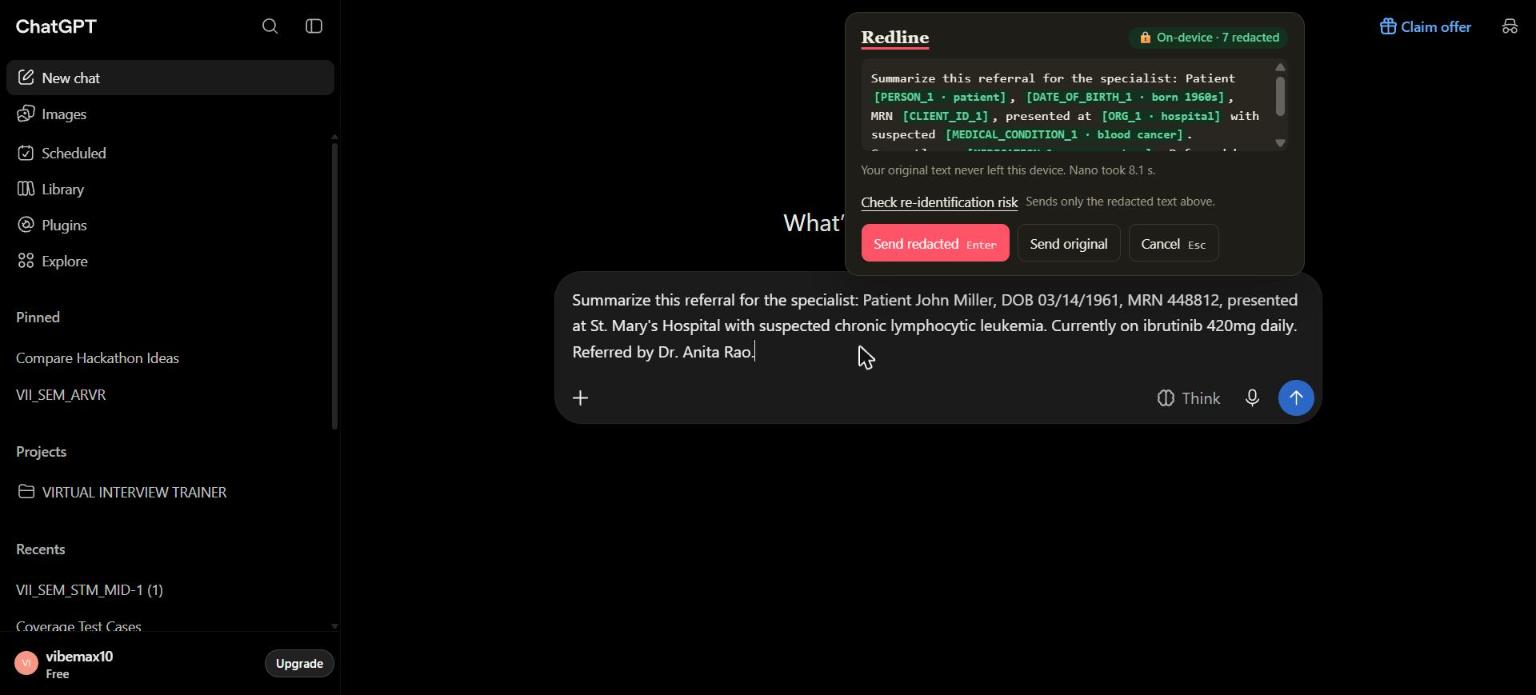 ChatGPT
New chat
Images
Scheduled
Library
Plugins
Explore
Pinned
Compare Hackathon Ideas
VII_SEM_ARVR
Projects
VIRTUAL INTERVIEW TRAINER
Recents
VII_SEM_STM_MID-1 (1)
Coverage Test Cases
VI
vibemax10
Free
Upgrade
Claim offer
What'
Redline
On-device · 7 redacted
Summarize this referral for the specialist: Patient
[PERSON_1 · patient], [DATE_OF_BIRTH_1 · born 1960s],
MRN [CLIENT_ID_1], presented at [ORG_1 · hospital] with
suspected [MEDICAL_CONDITION_1 · blood cancer].
Your original text never left this device. Nano took 8.1 s.
Check re-identification risk Sends only the redacted text above.
Send redacted Enter Send original Cancel Esc
Summarize this referral for the specialist: Patient John Miller, DOB 03/14/1961, MRN 448812, presented
at St. Mary's Hospital with suspected chronic lymphocytic leukemia. Currently on ibrutinib 420mg daily.
Referred by Dr. Anita Rao.
Think